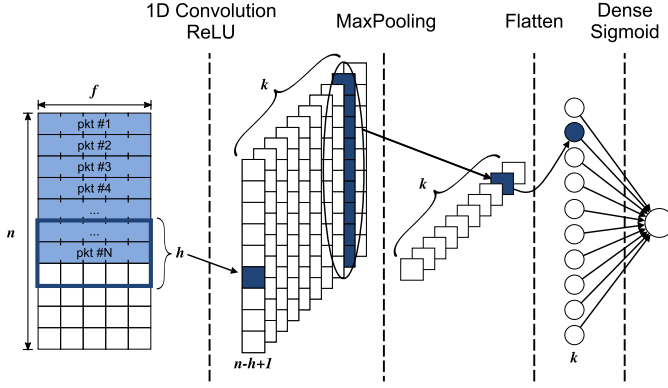 1D Convolution
ReLU
MaxPooling
Flatten
Dense
Sigmoid
f
n
pkt #1
pkt #2
pkt #3
pkt #4
...
...
pkt #N
h
k
n-h+1
k
k